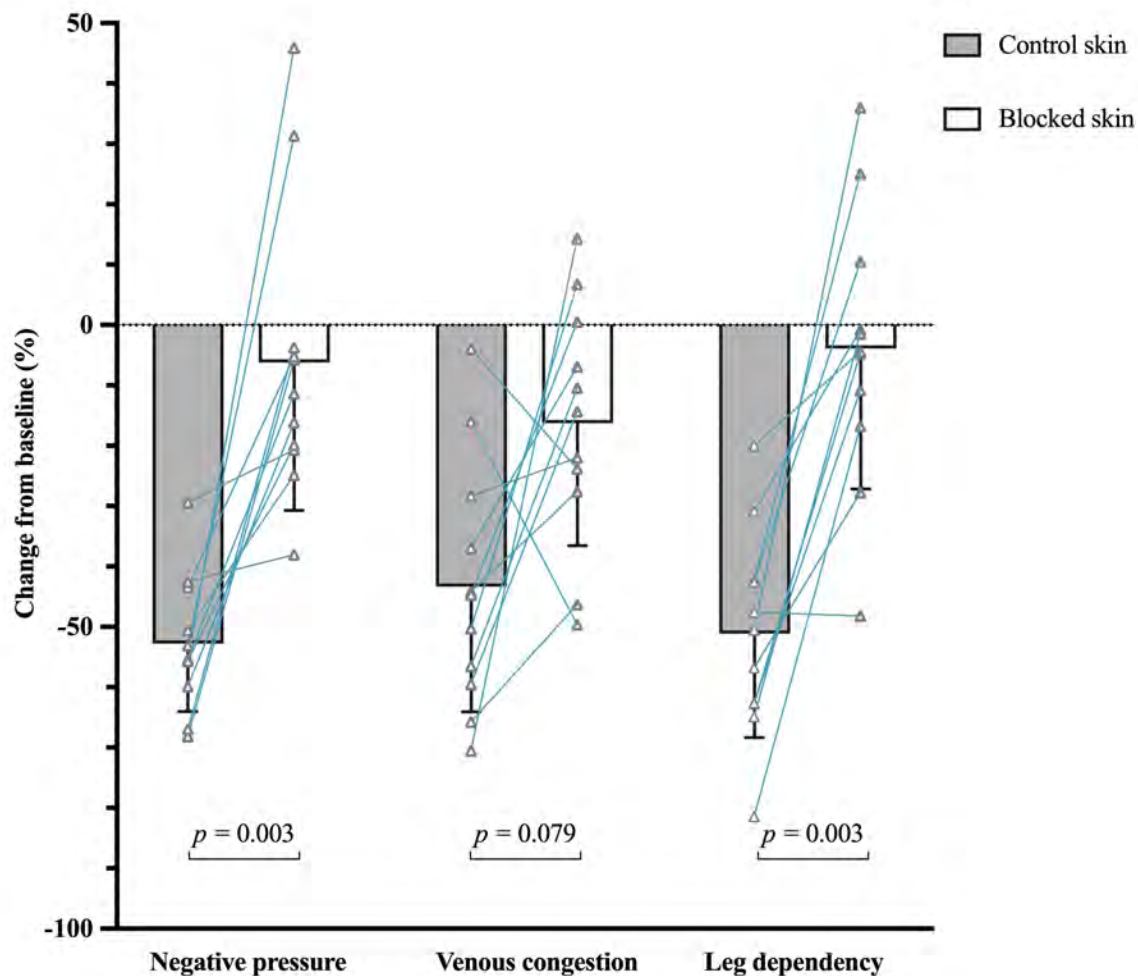 50
Control skin
Blocked skin
0
Change from baseline (%)
-50
p = 0.003
p = 0.079
p = 0.003
-100
Negative pressure
Venous congestion
Leg dependency